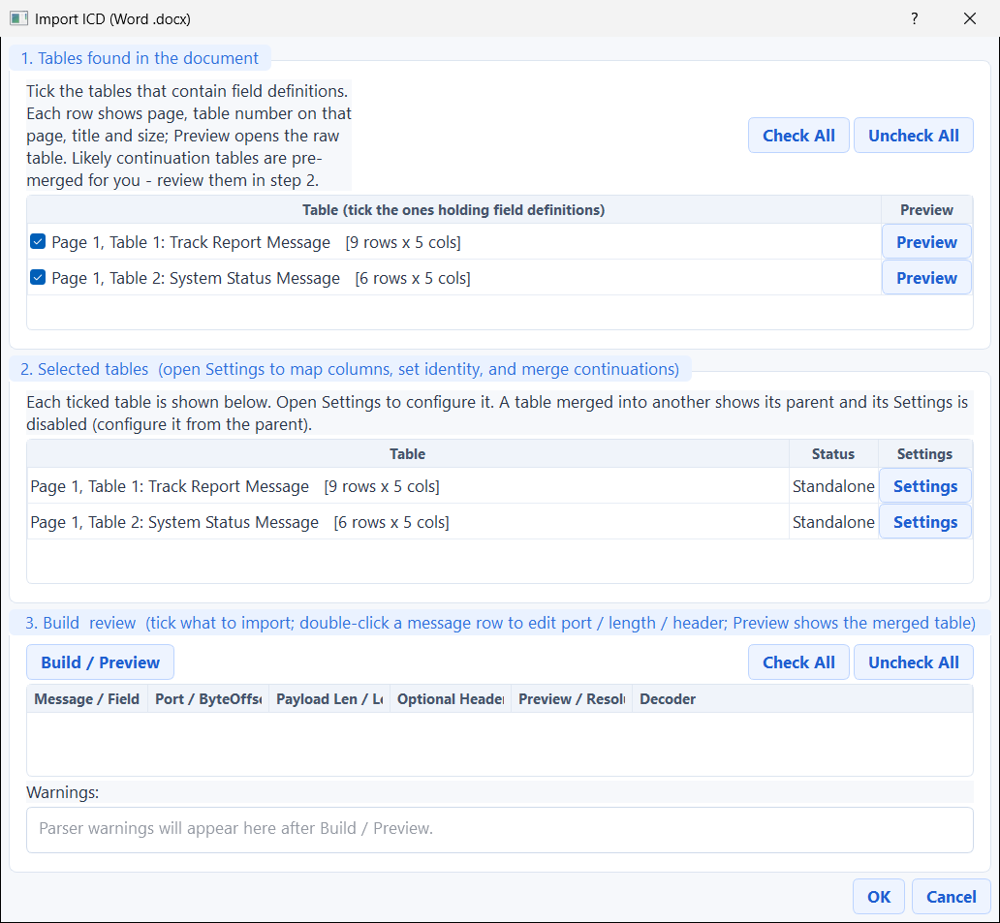 Import ICD (Word .docx)
?
1. Tables found in the document
Tick the tables that contain field definitions.
Each row shows page, table number on that
page, title and size; Preview opens the raw
table. Likely continuation tables are pre-
merged for you - review them in step 2.
Check All
Uncheck All
Table (tick the ones holding field definitions)
Preview
Page 1, Table 1: Track Report Message [9 rows x 5 cols]
Preview
Page 1, Table 2: System Status Message [6 rows x 5 cols]
Preview
2. Selected tables (open Settings to map columns, set identity, and merge continuations)
Each ticked table is shown below. Open Settings to configure it. A table merged into another shows its parent and its Settings is
disabled (configure it from the parent).
Table
Status
Settings
Page 1, Table 1: Track Report Message [9 rows x 5 cols]
Standalone
Settings
Page 1, Table 2: System Status Message [6 rows x 5 cols]
Standalone
Settings
3. Build review (tick what to import; double-click a message row to edit port / length / header; Preview shows the merged table)
Build / Preview
Check All
Uncheck All
Message / Field
Port / ByteOffs
Payload Len / L
Optional Header
Preview / Resol
Decoder
Warnings:
Parser warnings will appear here after Build / Preview.
OK
Cancel